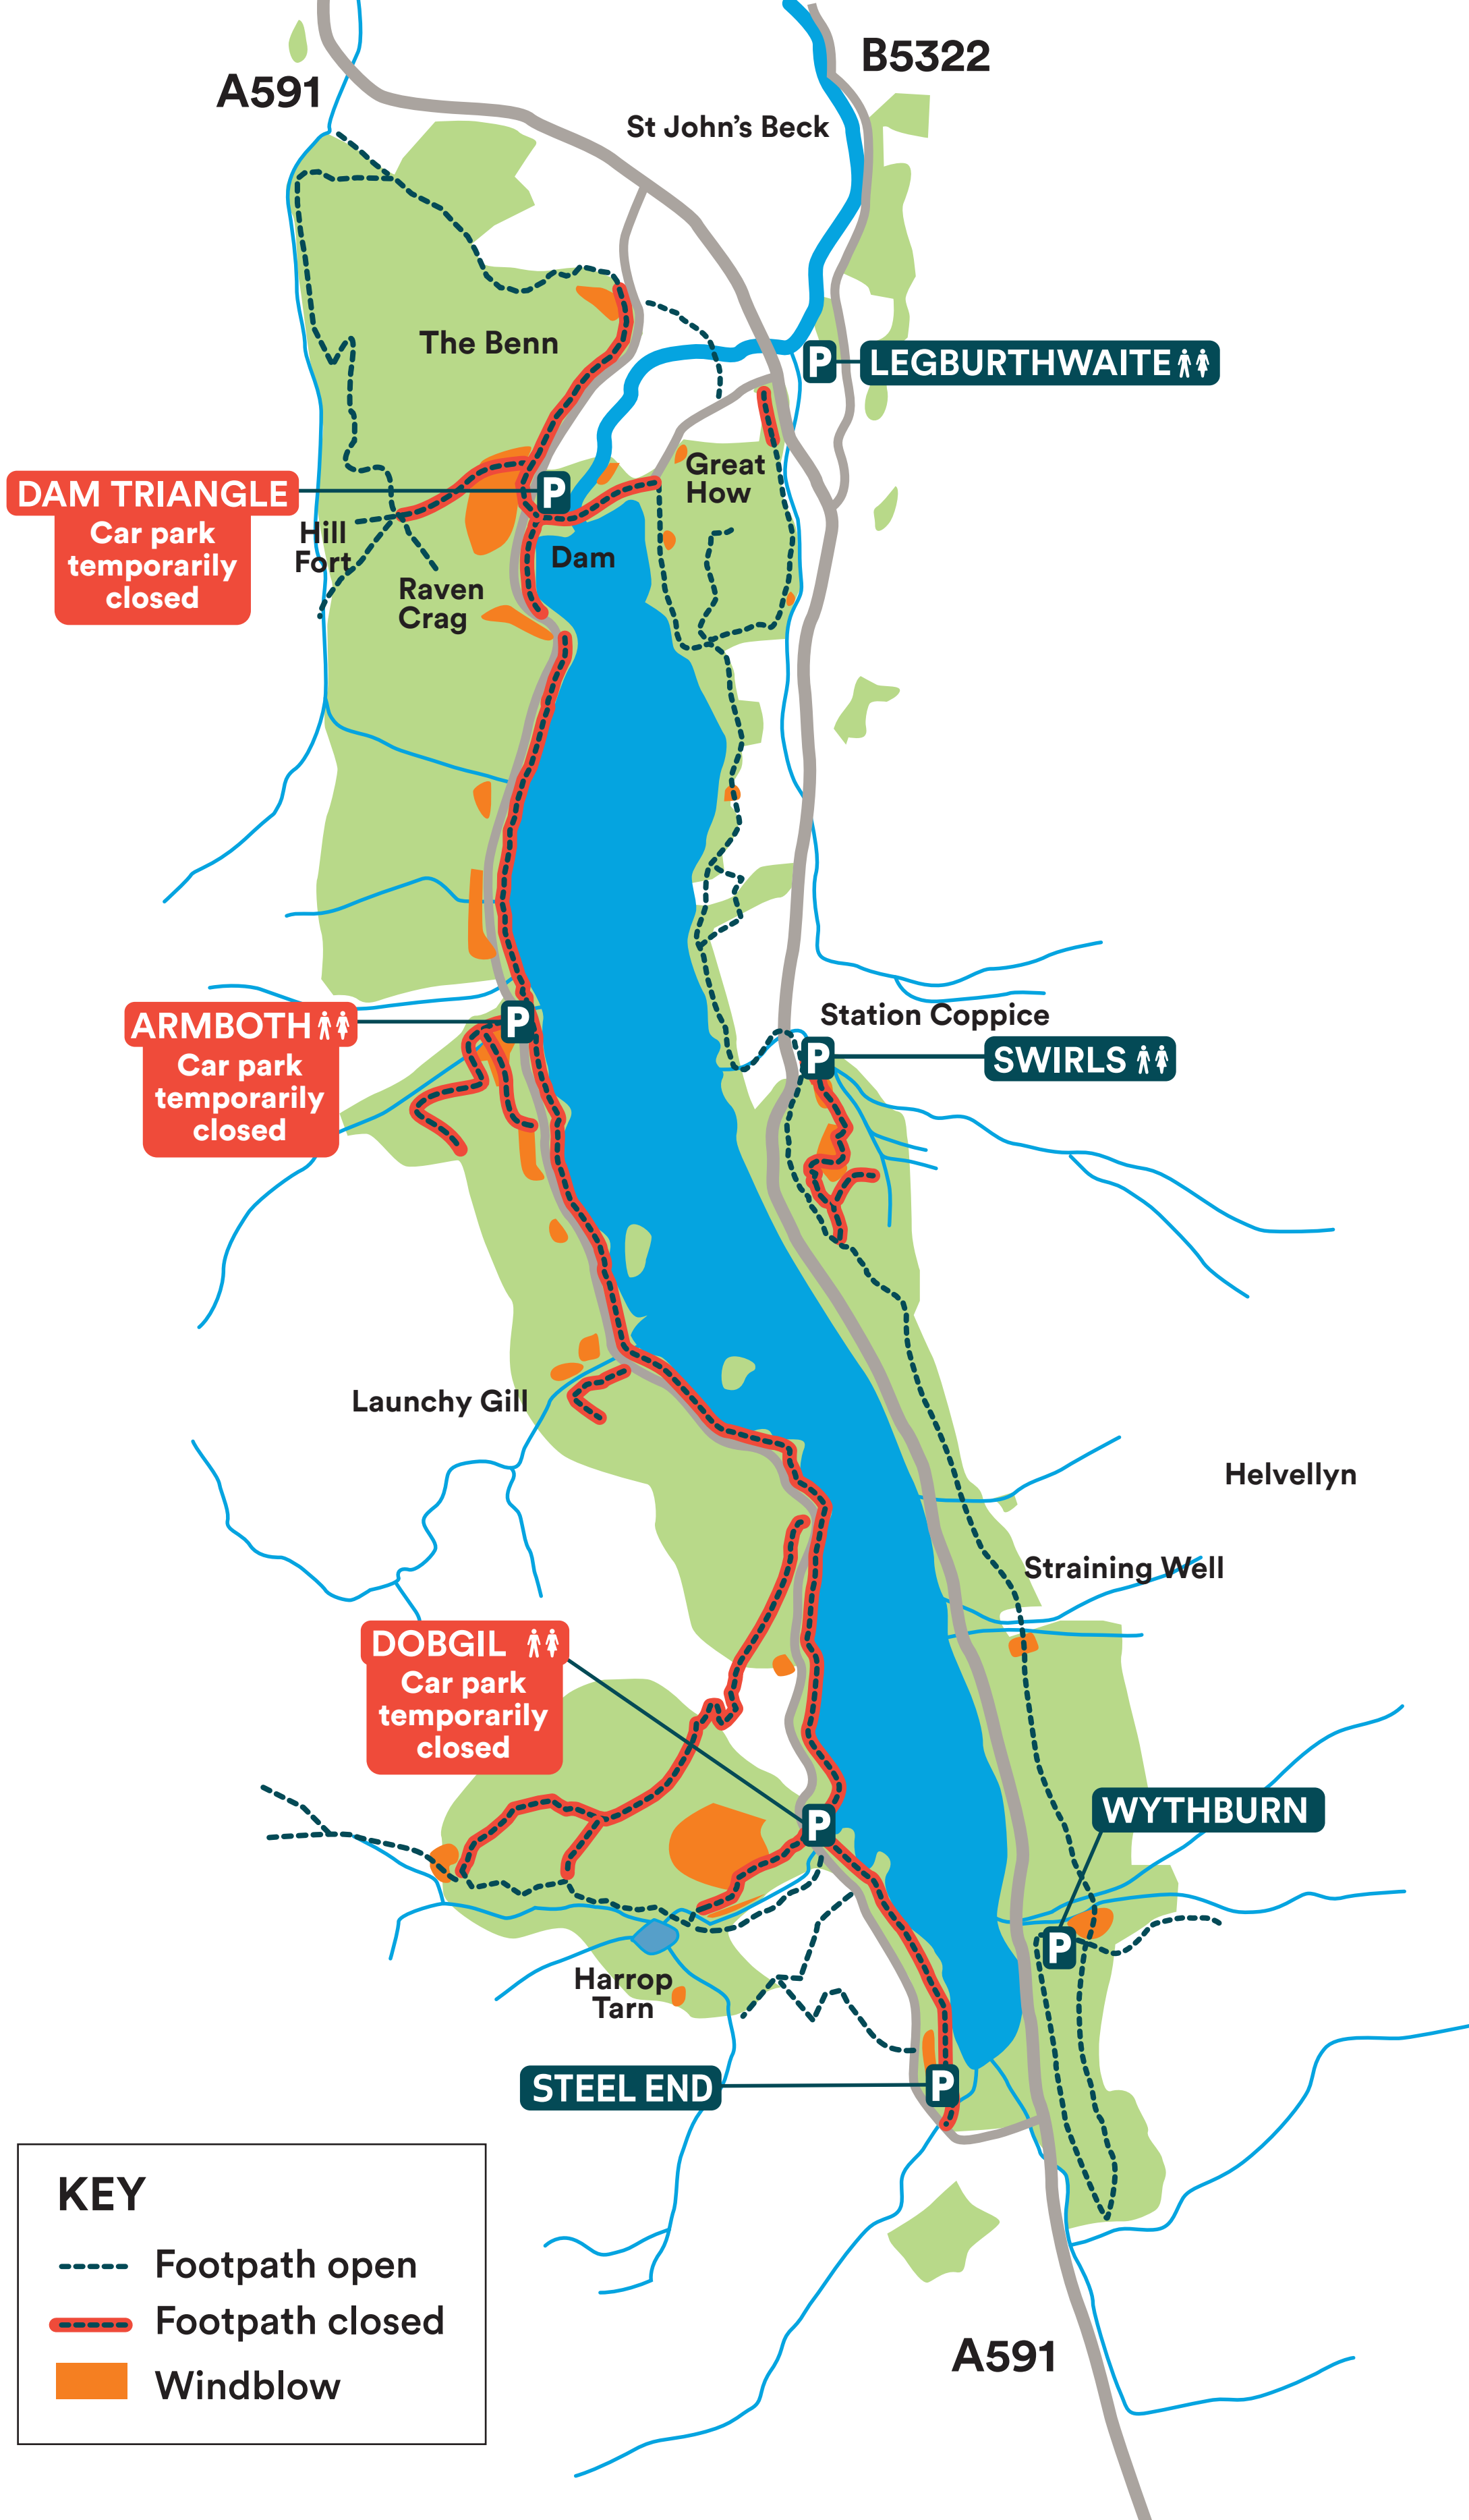 B5322
A591
St John’s Beck
The Benn
P
LEGBURTHWAITE
Great
How
DAM TRIANGLE
Car park
temporarily
closed
P
Hill
Fort
Dam
Raven
Crag
Station Coppice
ARMBOTH
Car park
temporarily
closed
P
P
SWIRLS
Launchy Gill
Helvellyn
Straining Well
DOBGIL
Car park
temporarily
closed
WYTHBURN
P
P
Harrop
Tarn
STEEL END
P
KEY
Footpath open
Footpath closed
Windblow
A591